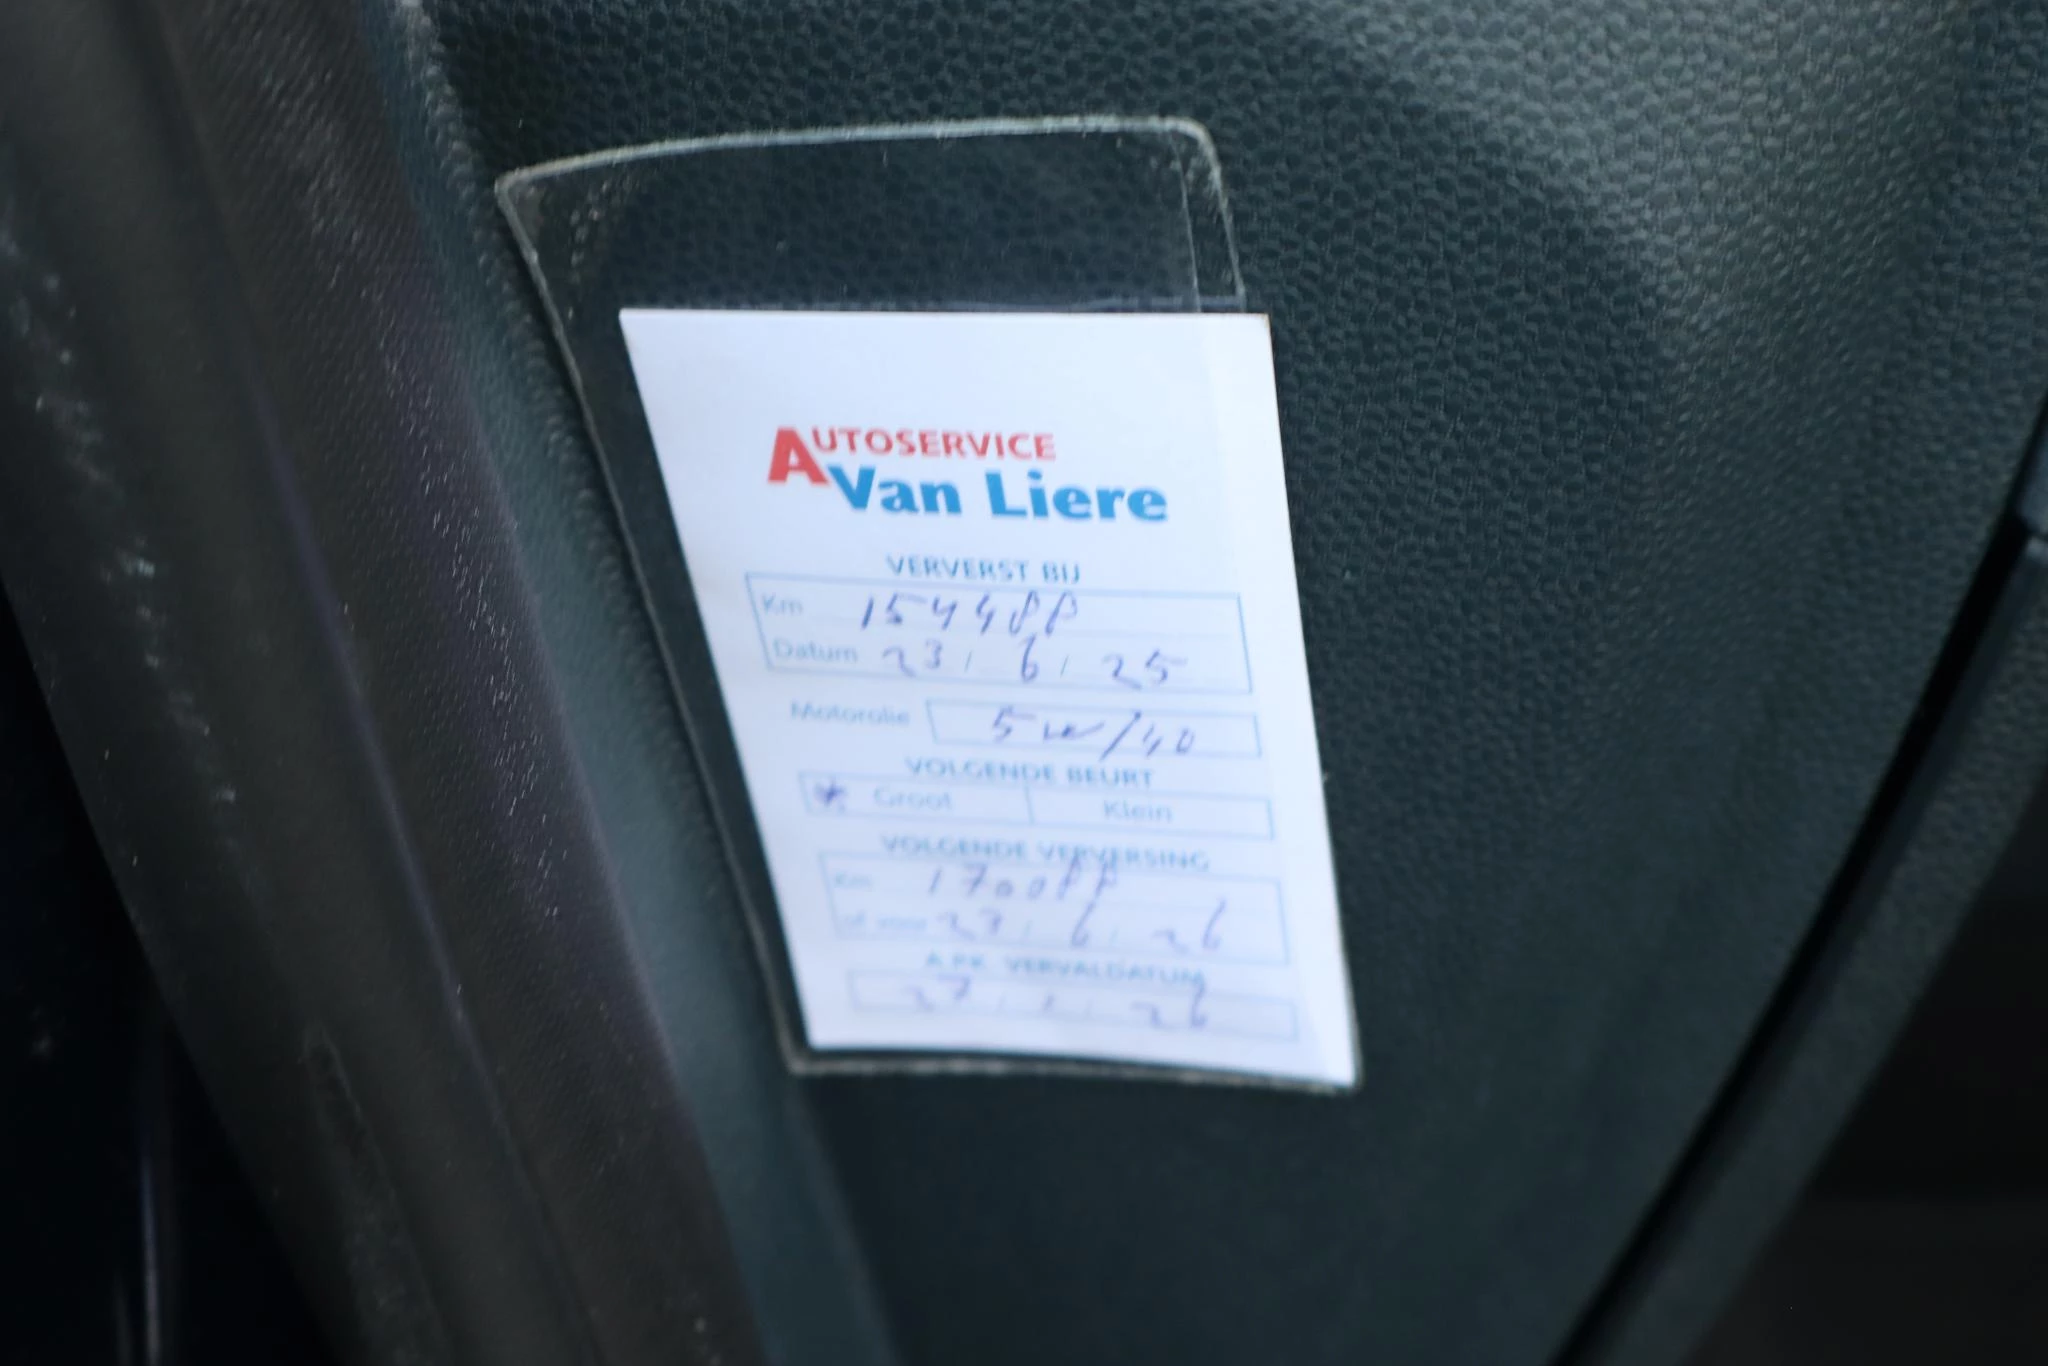 AUTOSERVICE
Van Liere
VERVERST BIJ
Km 154488
Datum 23 / 6 / 25
Motorolie 5w/40
VOLGENDE BEURT
Groot Klein
VOLGENDE VERVERSING
Km 170088
of voor 23 / 6 / 26
A.P.K. VERVALDATUM
26